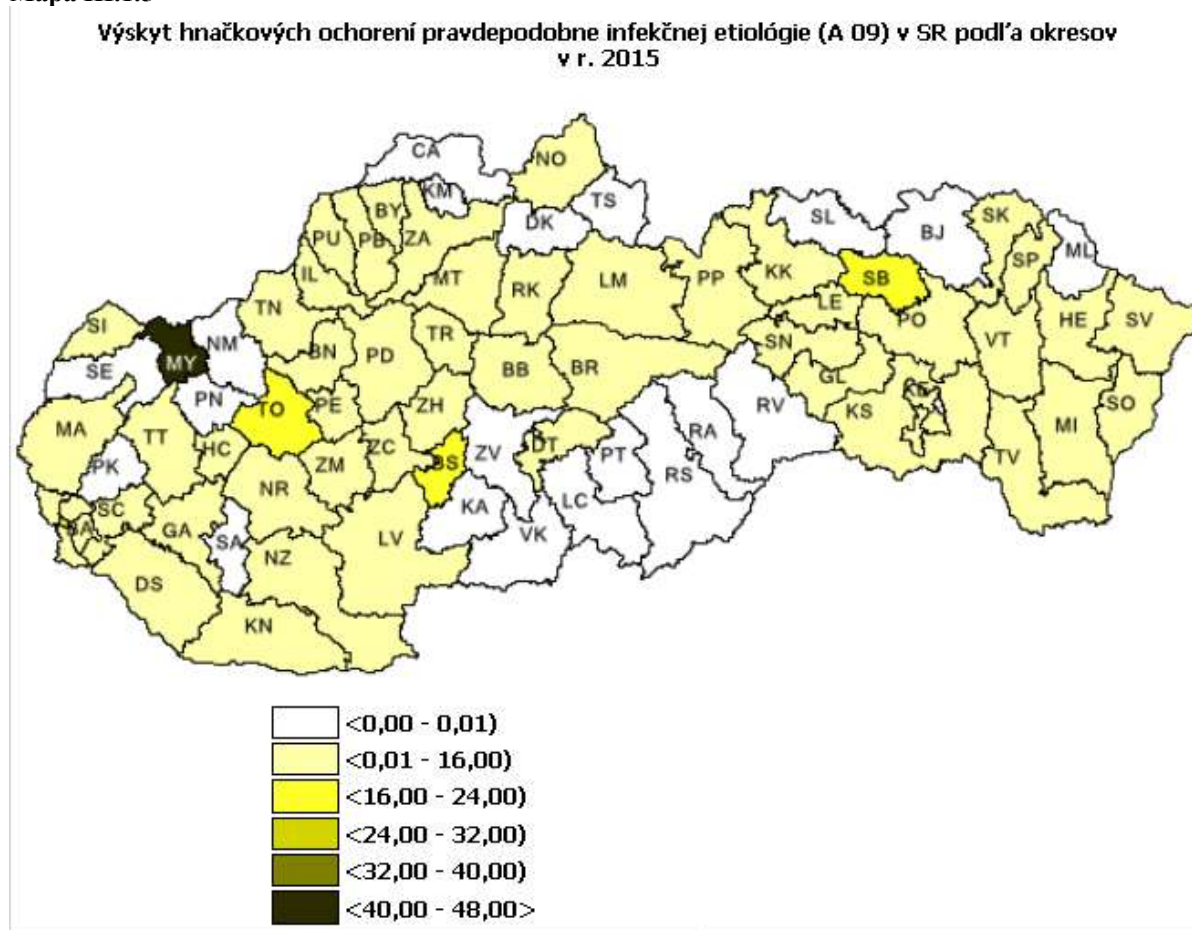 Výskyt hnačkových ochorení pravdepodobne infekčnej etiológie (A 09) v SR podľa okresov
v r. 2015
CA
NO
KM
TS
DK
SL
BJ
SK
ML
BY
PU
PB
ZA
SP
IL
MT
RK
LM
PP
KK
SB
LE
PO
HE
SV
TN
SI
NM
MY
BN
PD
TR
SN
VT
SE
BB
BR
GL
PN
TO
PE
ZH
RV
KS
KE
SO
MA
TT
HC
ZM
ZC
BS
ZV
DT
PT
RA
MI
PK
NR
RS
TV
SC
GA
KA
LC
BA
SA
LV
VK
NZ
DS
KN
<0,00 - 0,01)
<0,01 - 16,00)
<16,00 - 24,00)
<24,00 - 32,00)
<32,00 - 40,00)
<40,00 - 48,00>